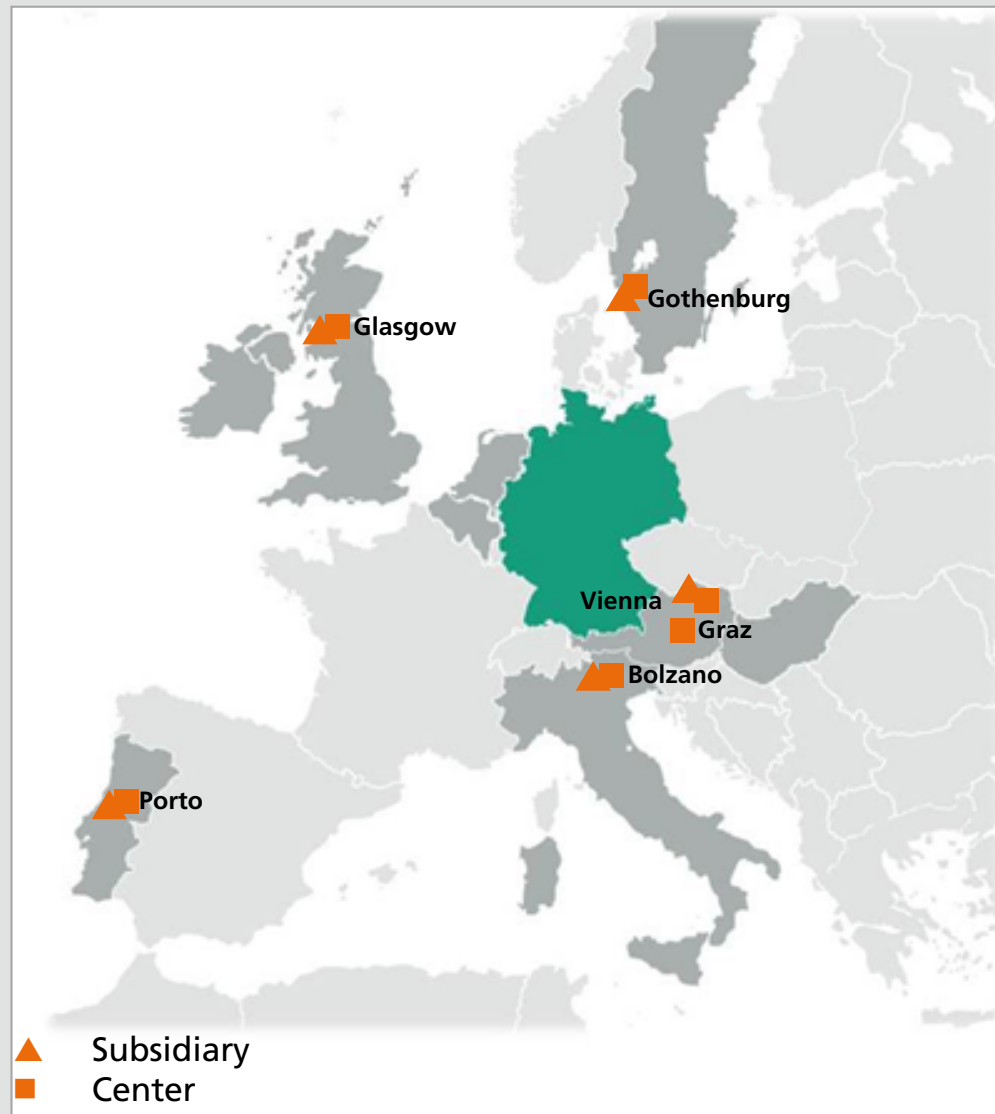 Gothenburg
Glasgow
Vienna
Graz
Bolzano
Porto
Subsidiary
Center